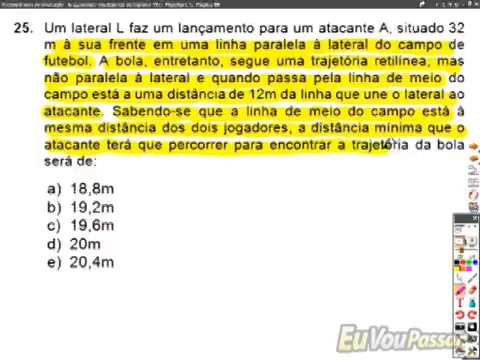 25. Um lateral L faz um lançamento para um atacante A, situado 32
m à sua frente em uma linha paralela à lateral do campo de
futebol. A bola, entretanto, segue uma trajetória retilínea, mas
não paralela à lateral e quando passa pela linha de meio do
campo está a uma distância de 12m da linha que une o lateral ao
atacante. Sabendo-se que a linha de meio do campo está à
mesma distância dos dois jogadores, a distância mínima que o
atacante terá que percorrer para encontrar a trajetória da bola
será de:
a) 18,8m
b) 19,2m
c) 19,6m
d) 20m
e) 20,4m
EuVouPassar